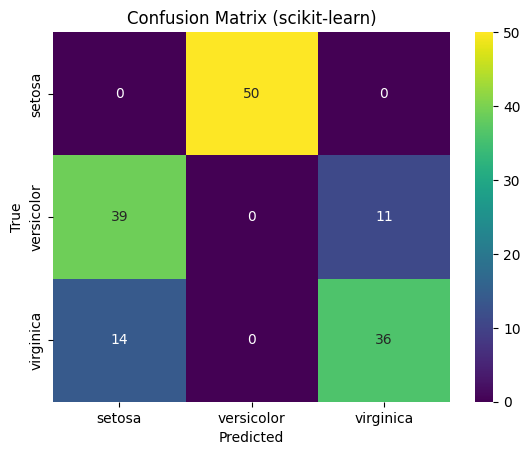 Confusion Matrix (scikit-learn)
True
setosa
0 50 0
versicolor
39 0 11
virginica
14 0 36
setosa versicolor virginica
Predicted
50
40
30
20
10
0